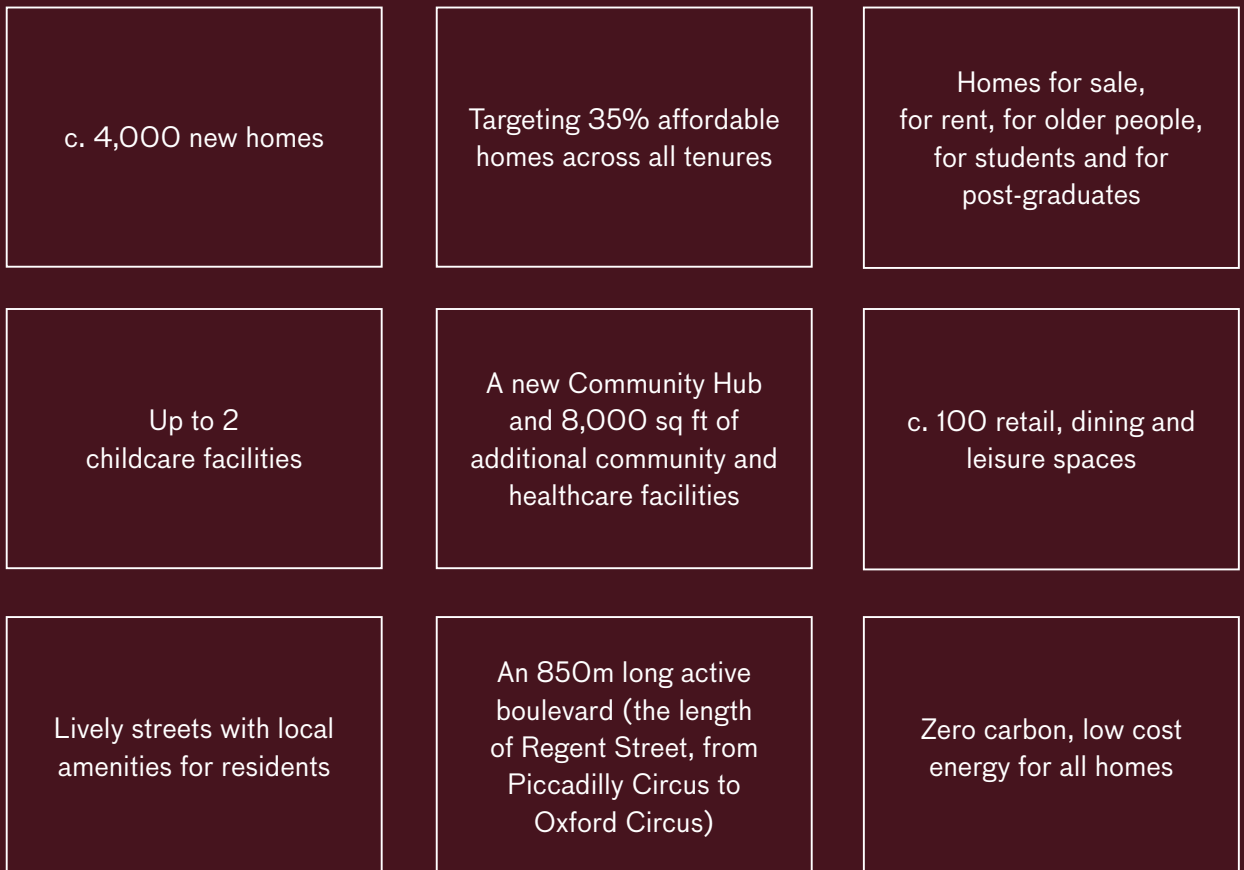 c. 4,000 new homes
Targeting 35% affordable
homes across all tenures
Homes for sale,
for rent, for older people,
for students and for
post-graduates
Up to 2
childcare facilities
A new Community Hub
and 8,000 sq ft of
additional community and
healthcare facilities
c. 100 retail, dining and
leisure spaces
Lively streets with local
amenities for residents
An 850m long active
boulevard (the length
of Regent Street, from
Piccadilly Circus to
Oxford Circus)
Zero carbon, low cost
energy for all homes